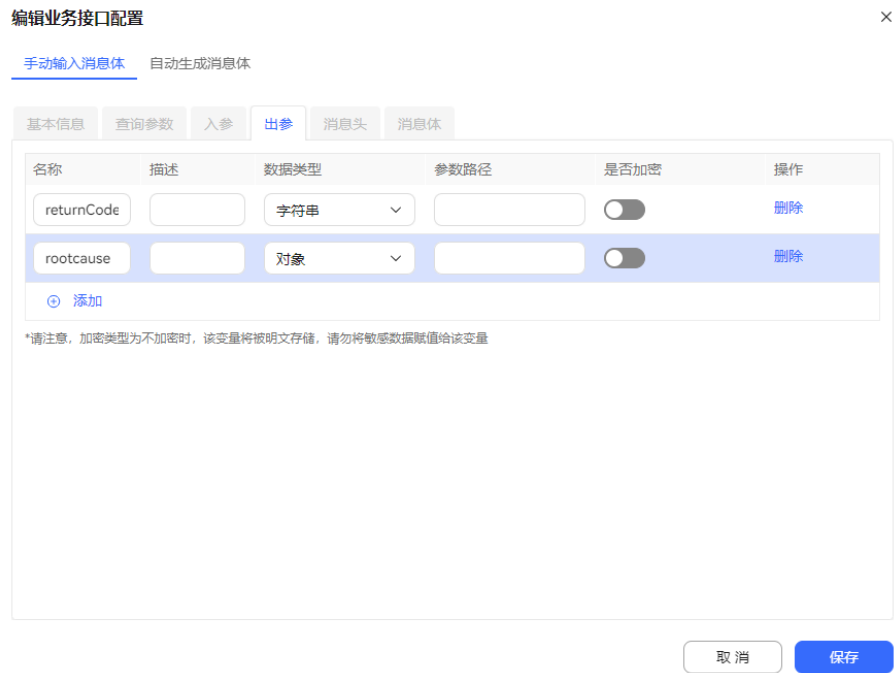 编辑业务接口配置
手动输入消息体 自动生成消息体
基本信息 查询参数 入参 出参 消息头 消息体
名称 描述 数据类型 参数路径 是否加密 操作
returnCode 字符串 删除
rootcause 对象 删除
添加
*请注意，加密类型为不加密时，该变量将被明文存储，请勿将敏感数据赋值给该变量
取消 保存